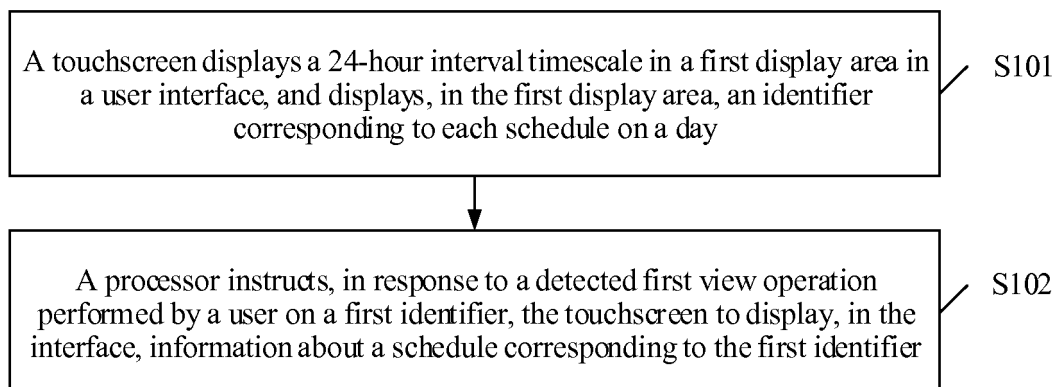 A touchscreen displays a 24-hour interval timescale in a first display area in
a user interface, and displays, in the first display area, an identifier
corresponding to each schedule on a day
S101
A processor instructs, in response to a detected first view operation
performed by a user on a first identifier, the touchscreen to display, in the
interface, information about a schedule corresponding to the first identifier
S102